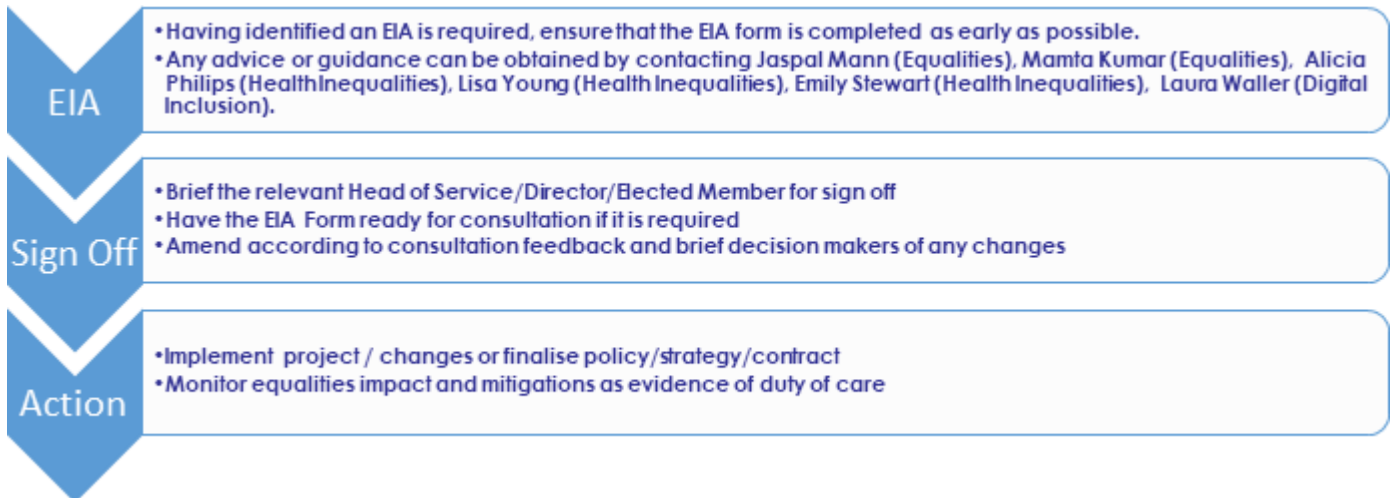 EIA
•Having identified an EIA is required, ensure that the EIA form is completed as early as possible.
•Any advice or guidance can be obtained by contacting Jaspal Mann (Equalities), Mamta Kumar (Equalities), Alicia
Philips (Health Inequalities), Lisa Young (Health Inequalities), Emily Stewart (Health Inequalities), Laura Waller (Digital
Inclusion).
Sign Off
•Brief the relevant Head of Service/Director/Elected Member for sign off
•Have the EIA Form ready for consultation if it is required
•Amend according to consultation feedback and brief decision makers of any changes
Action
•Implement project / changes or finalise policy/strategy/contract
•Monitor equalities impact and mitigations as evidence of duty of care